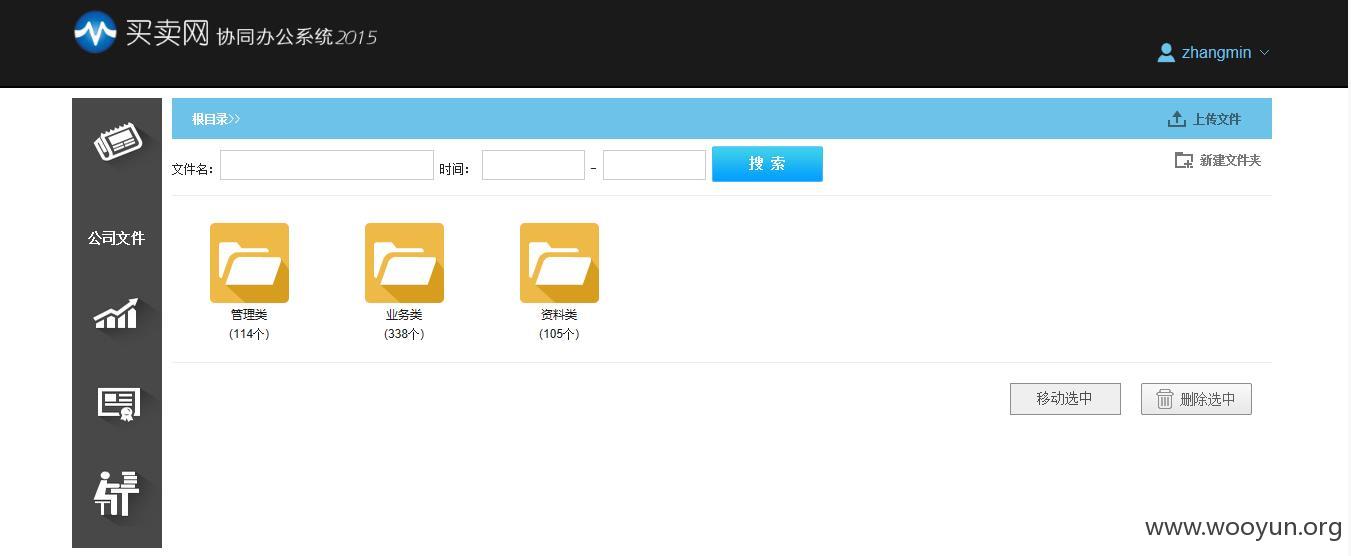 买卖网 协同办公系统2015
zhangmin
根目录>>
上传文件
文件名: 时间: - 搜 索
新建文件夹
公司文件
管理类 业务类 资料类
(114个) (338个) (105个)
移动选中 删除选中
www.wooyun.org